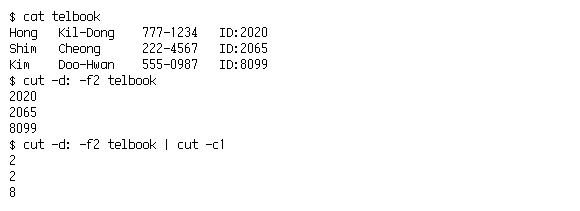 $ cat telbook
Hong   Kil-Dong    777-1234   ID:2020
Shim   Cheong      222-4567   ID:2065
Kim    Doo-Hwan    555-0987   ID:8099
$ cut -d: -f2 telbook
2020
2065
8099
$ cut -d: -f2 telbook | cut -c1
2
2
8